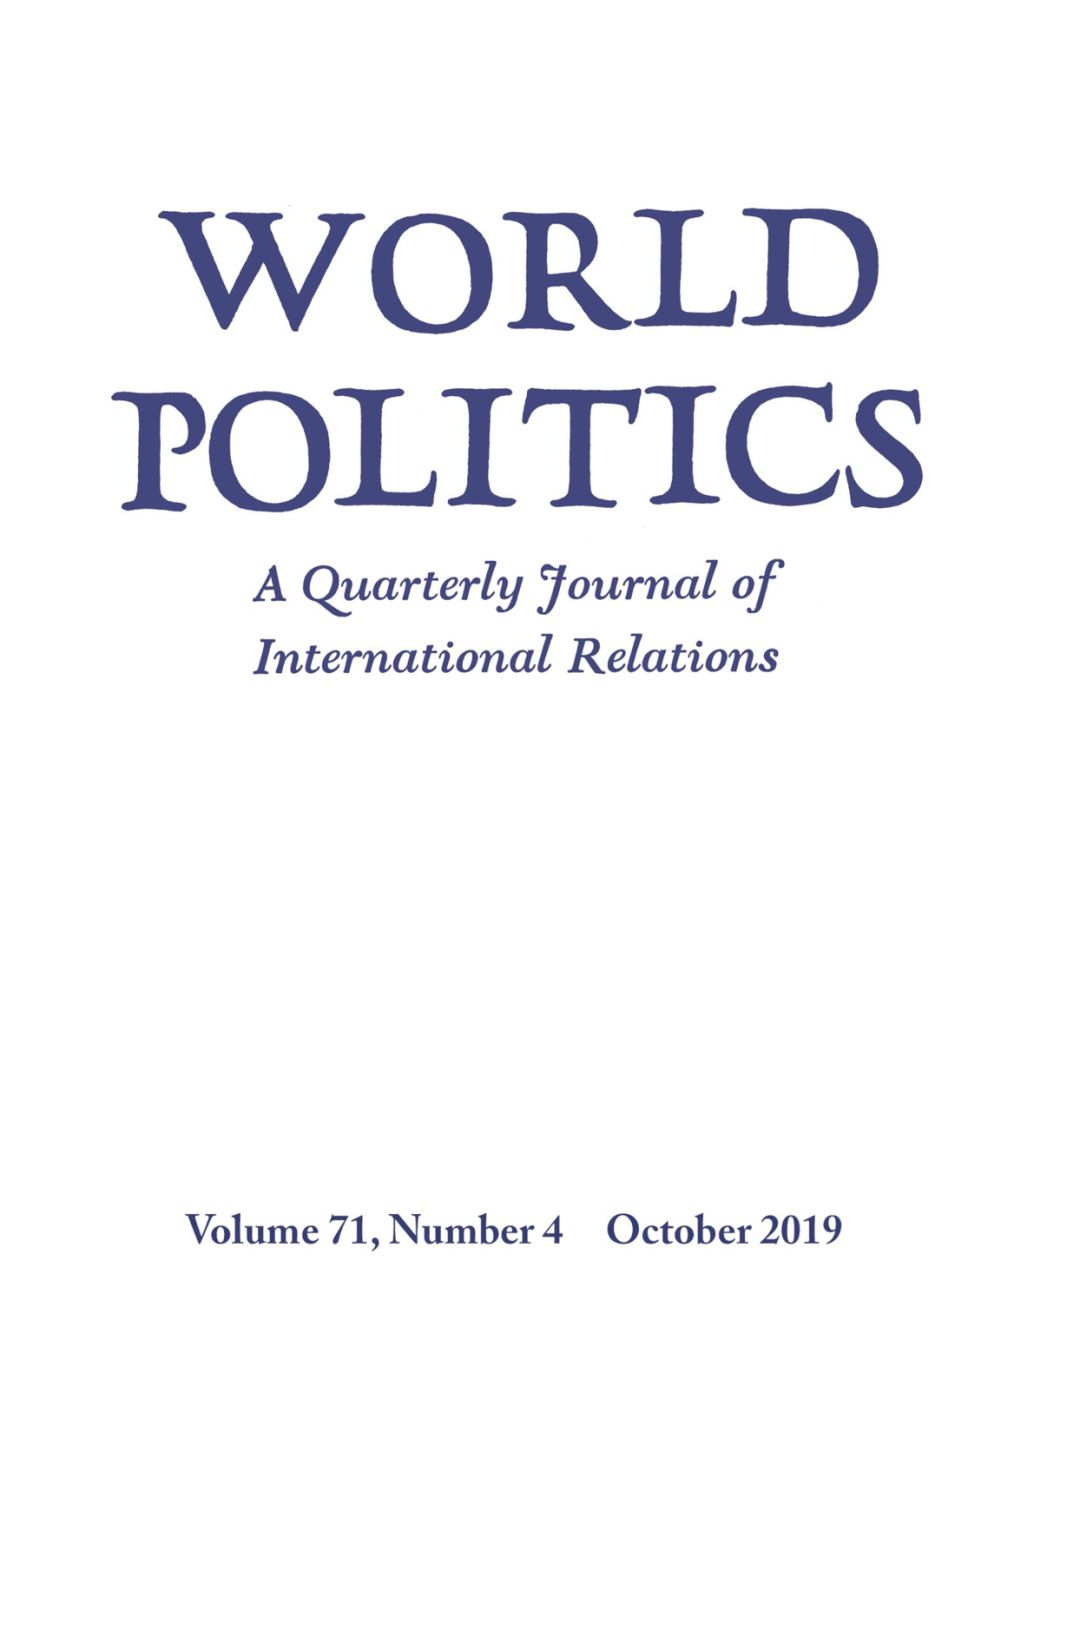 WORLD
POLITICS
A Quarterly Journal of
International Relations
Volume 71, Number 4 October 2019